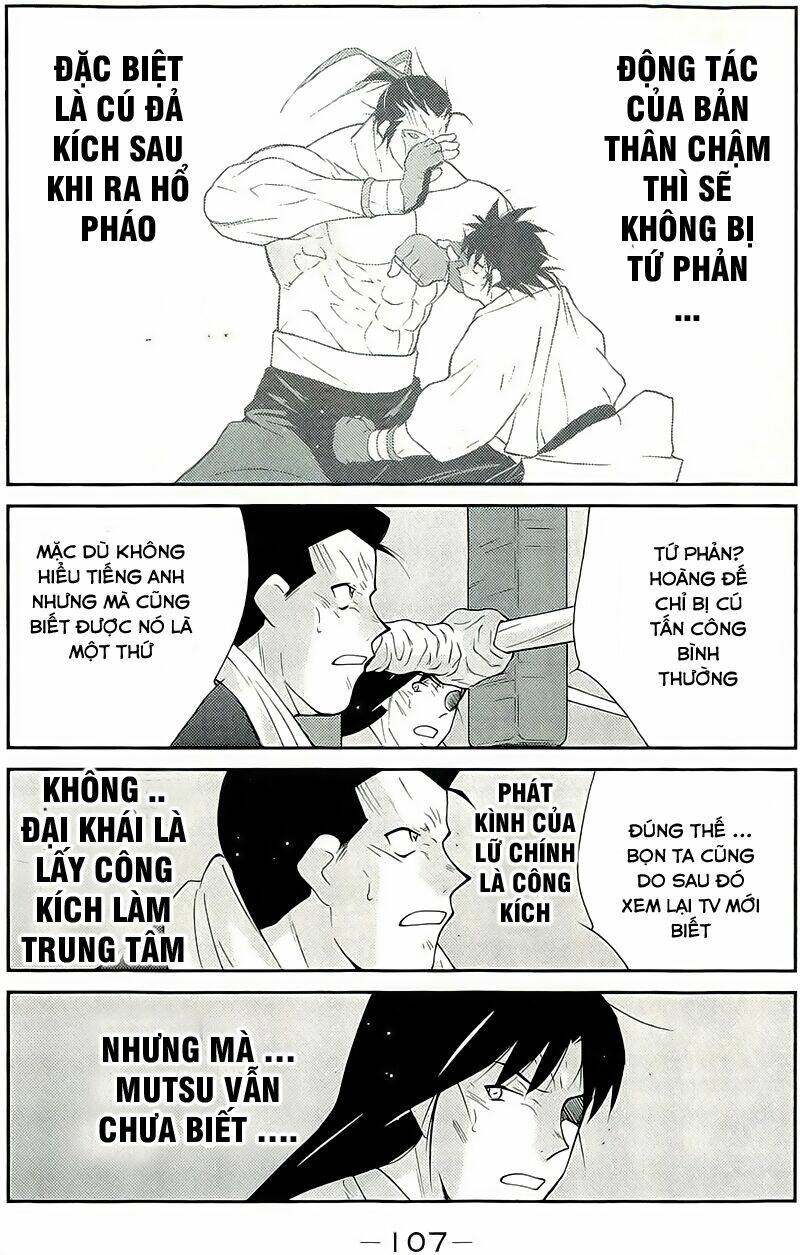 ĐỘNG TÁC
CỦA BẢN
THÂN CHẬM
THÌ SẼ
KHÔNG BỊ
TỨ PHẢN
...
ĐẶC BIỆT
LÀ CÚ ĐẢ
KÍCH SAU
KHI RA HỔ
PHÁO
TỨ PHẢN?
HOÀNG ĐẾ
CHỈ BỊ CÚ
TẤN CÔNG
BÌNH
THƯỜNG
MẶC DÙ KHÔNG
HIỂU TIẾNG ANH
NHƯNG MÀ CŨNG
BIẾT ĐƯỢC NÓ LÀ
MỘT THỨ
ĐÚNG THẾ ...
BỌN TA CŨNG
DO SAU ĐÓ
XEM LẠI TV MỚI
BIẾT
PHÁT
KÌNH CỦA
LỮ CHÍNH
LÀ CÔNG
KÍCH
KHÔNG ..
ĐẠI KHÁI LÀ
LẤY CÔNG
KÍCH LÀM
TRUNG TÂM
NHƯNG MÀ ...
MUTSU VẪN
CHƯA BIẾT ....
—107—